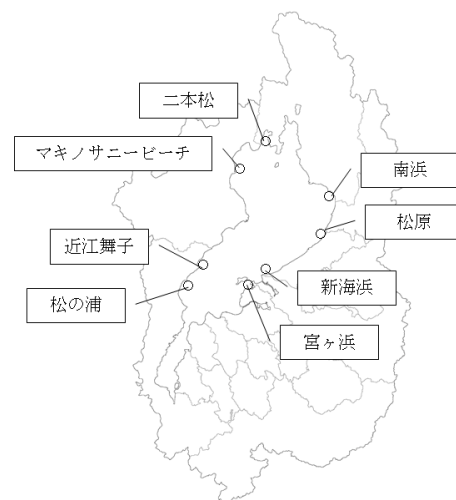 二本松
マキノサニービーチ
南浜
松原
近江舞子
新海浜
松の浦
宮ヶ浜